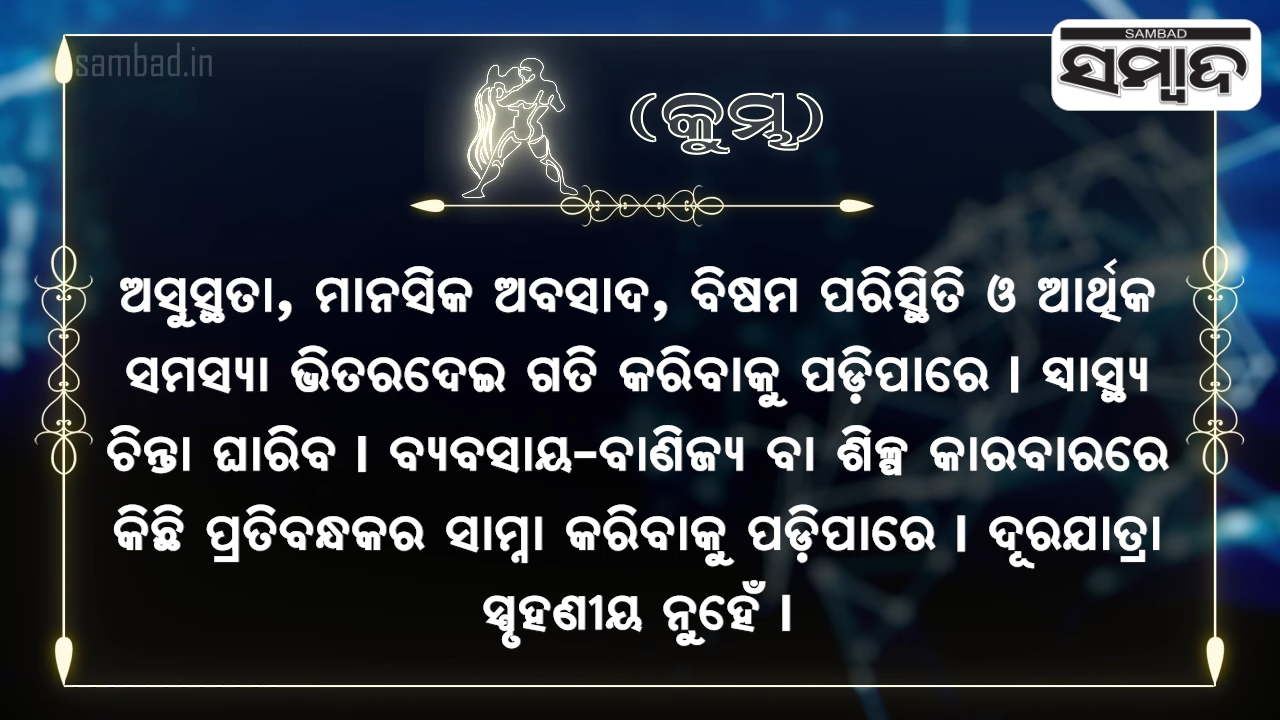 sambad.in
SAMBAD
ସମ୍ବାଦ
(କୁମ୍ଭ)
ଅସୁସ୍ଥତା, ମାନସିକ ଅବସାଦ, ବିଷମ ପରିସ୍ଥିତି ଓ ଆର୍ଥିକ
ସମସ୍ୟା ଭିତରଦେଇ ଗତି କରିବାକୁ ପଡ଼ିପାରେ । ସ୍ୱାସ୍ଥ୍ୟ
ଚିନ୍ତା ଘାରିବ । ବ୍ୟବସାୟ-ବାଣିଜ୍ୟ ବା ଶିଳ୍ପ କାରବାରରେ
କିଛି ପ୍ରତିବନ୍ଧକର ସାମ୍ନା କରିବାକୁ ପଡ଼ିପାରେ । ଦୂରଯାତ୍ରା
ସ୍ପୃହଣୀୟ ନୁହେଁ ।